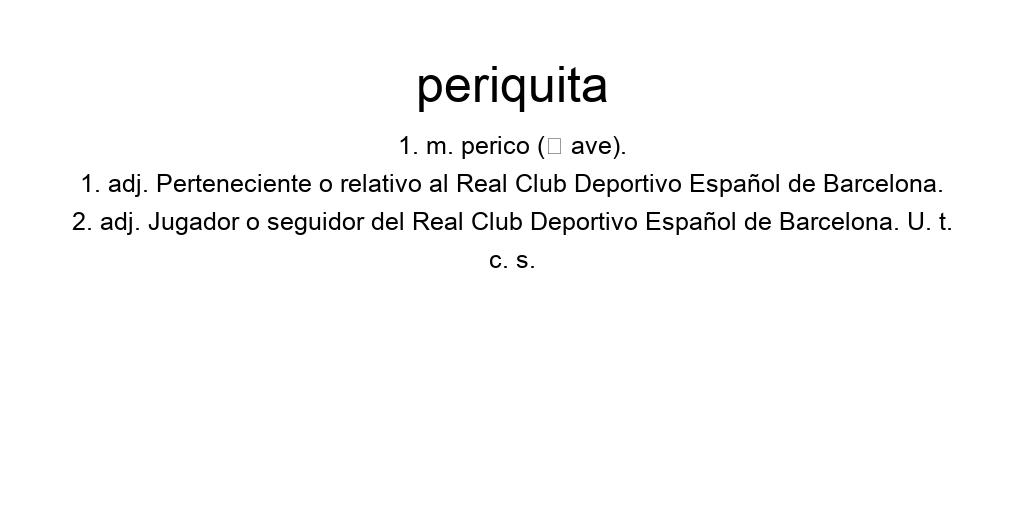 periquita
1. m. perico (▯ ave).
1. adj. Perteneciente o relativo al Real Club Deportivo Español de Barcelona.
2. adj. Jugador o seguidor del Real Club Deportivo Español de Barcelona. U. t.
c. s.